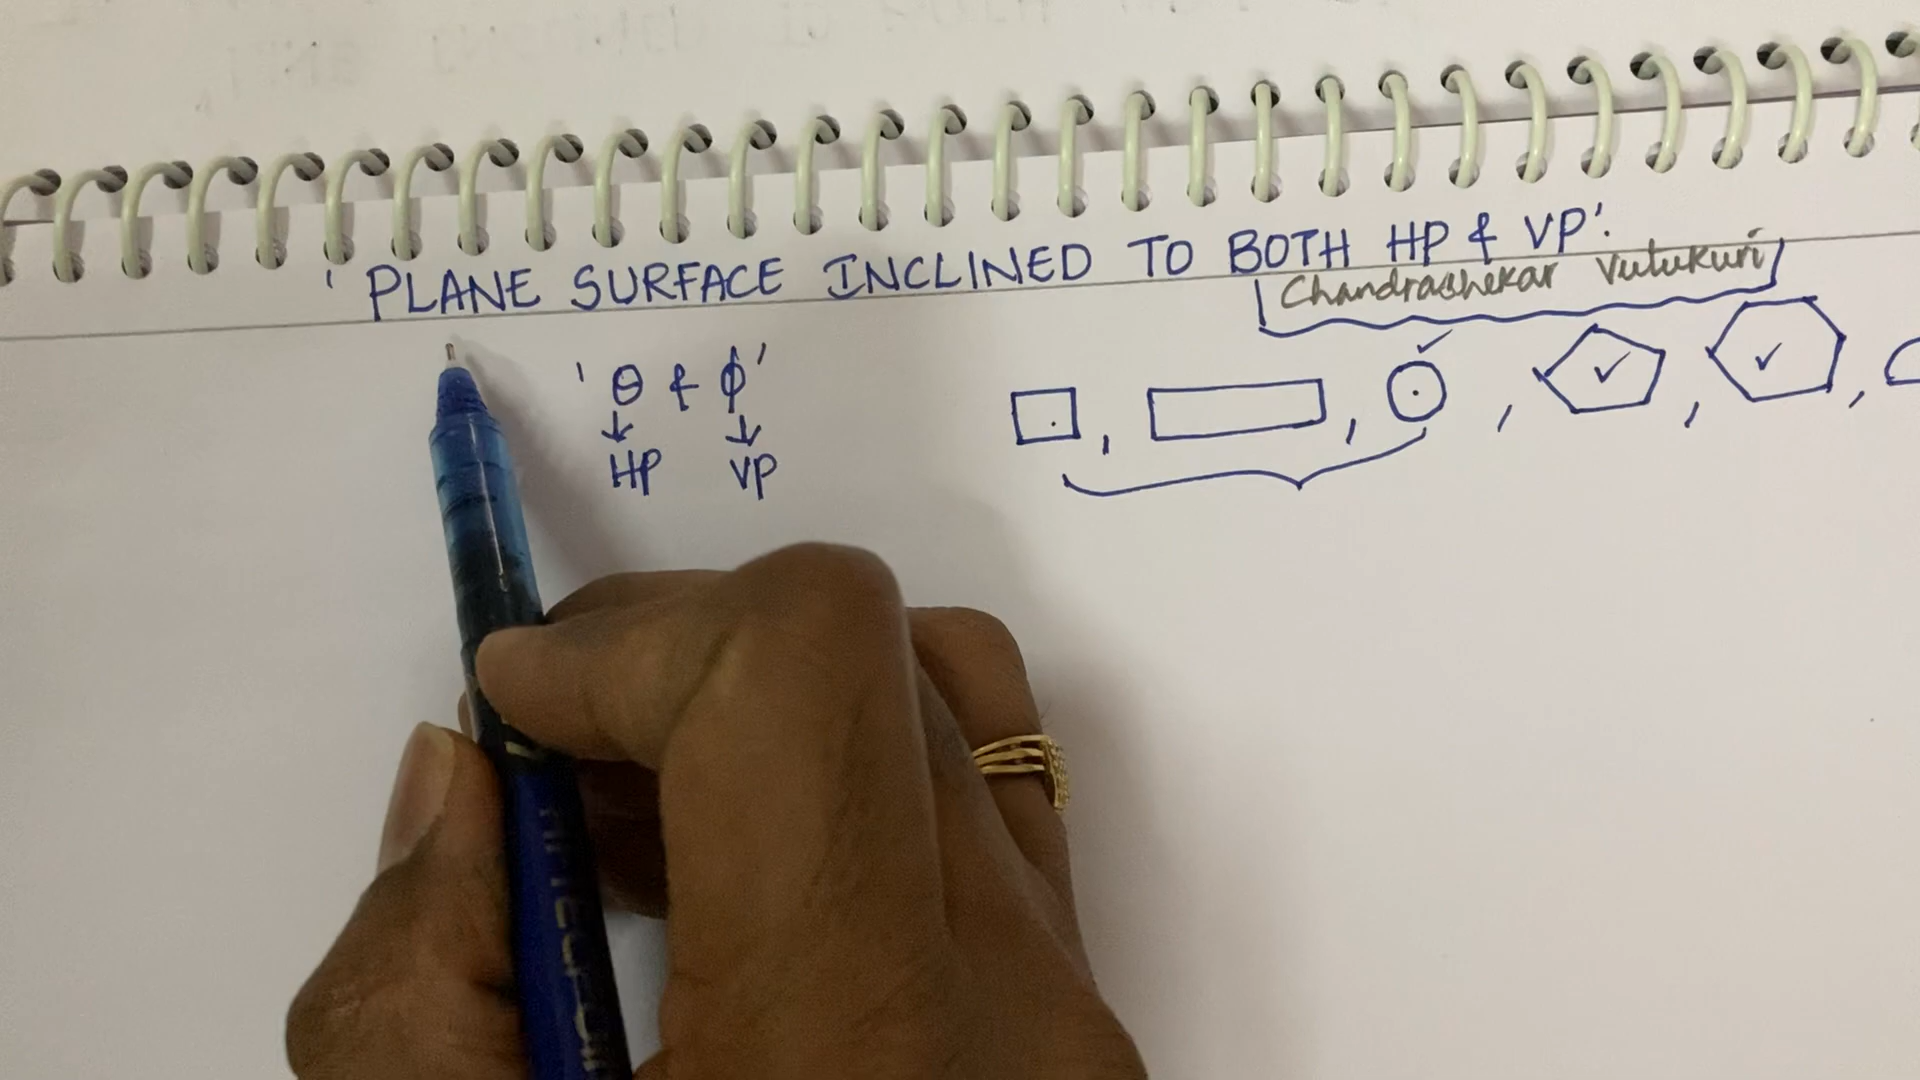 'PLANE SURFACE INCLINED TO BOTH HP & VP'.
Chandrashekar Vutukuri
'θ & ϕ'
↓ ↓
HP VP